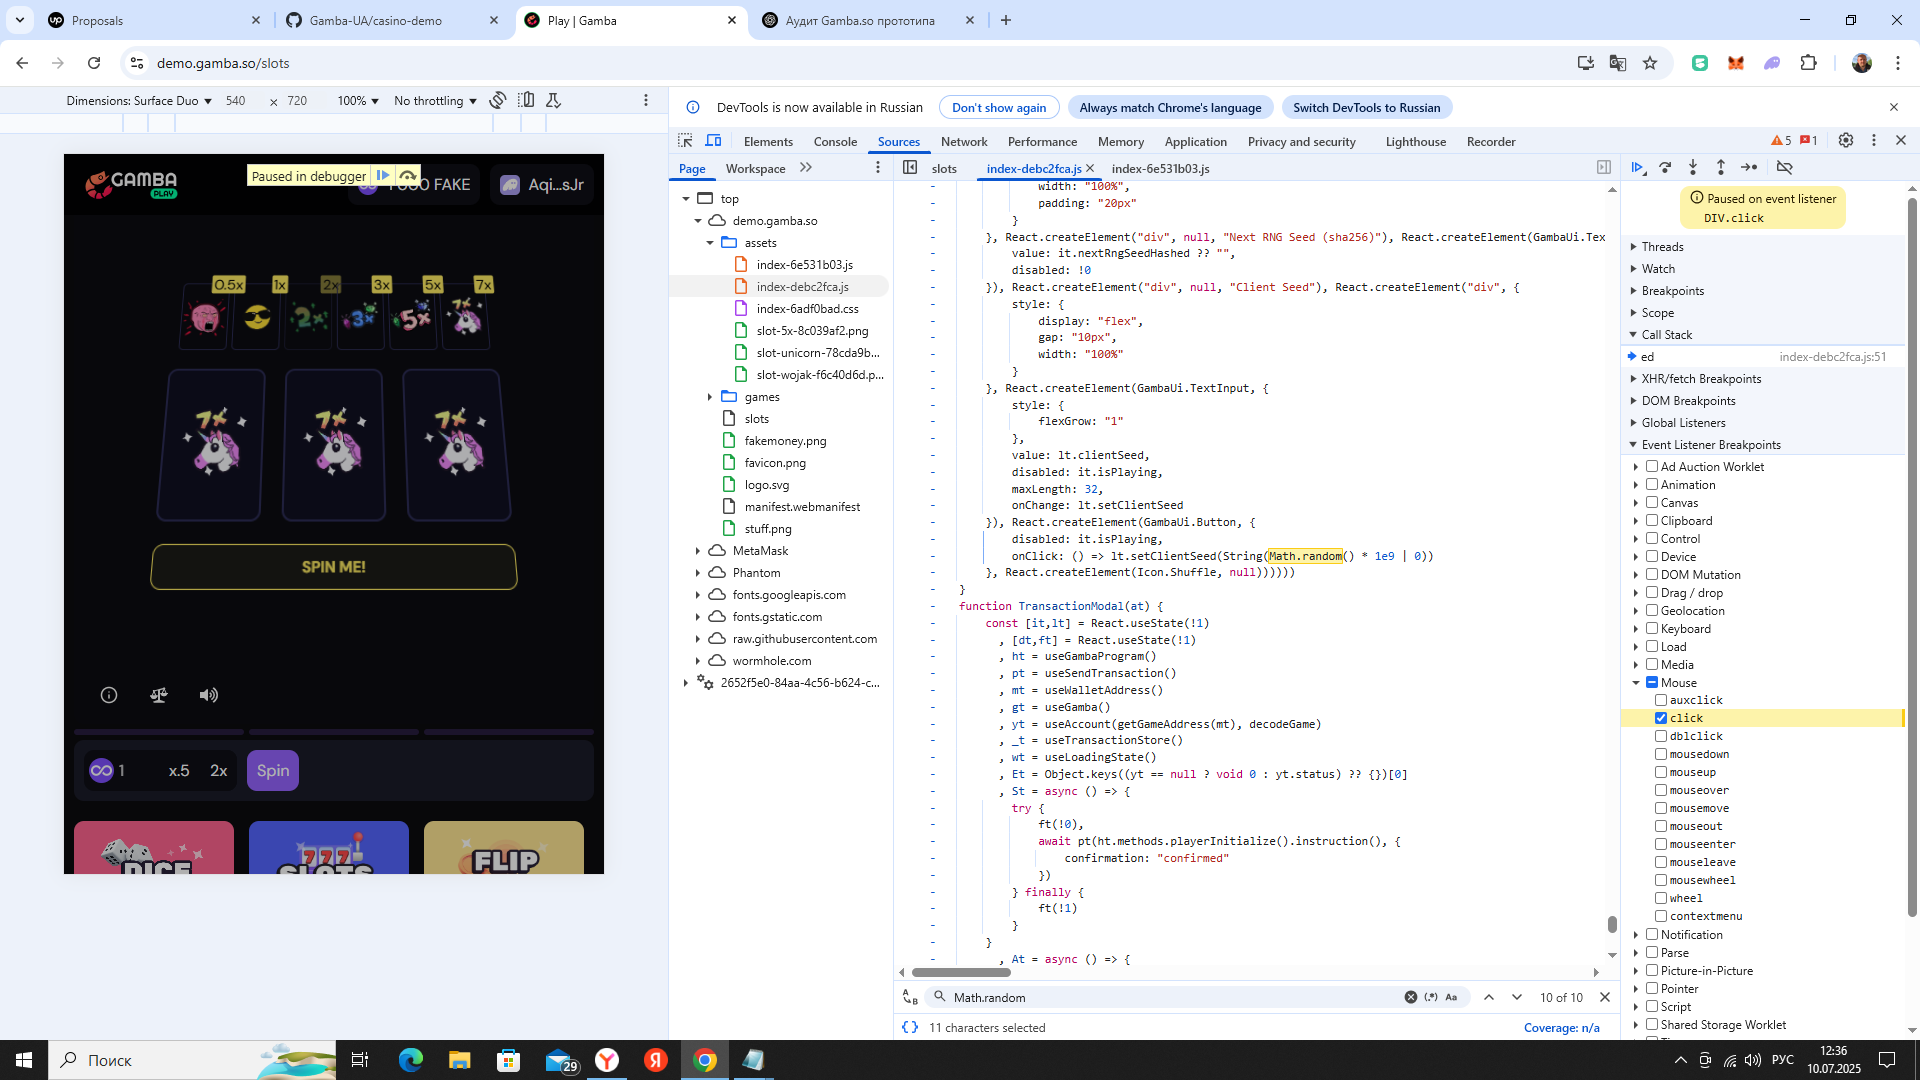 Proposals
Gamba-UA/casino-demo
Play | Gamba
Аудит Gamba.so прототипа
demo.gamba.so/slots
Dimensions: Surface Duo
540
×
720
100%
No throttling
DevTools is now available in Russian
Don't show again
Always match Chrome's language
Switch DevTools to Russian
Elements
Console
Sources
Network
Performance
Memory
Application
Privacy and security
Lighthouse
Recorder
5
1
Page
Workspace
slots
index-debc2fca.js
index-6e531b03.js
GAMBA
PLAY
Paused in debugger
FAKE
Aqi...sJr
0.5x
1x
2x
3x
5x
7x
2x
3x
5x
7x
7x
7x
7x
SPIN ME!
1
x.5
2x
Spin
DICE
777
SLOTS
FLIP
top
demo.gamba.so
assets
index-6e531b03.js
index-debc2fca.js
index-6adf0bad.css
slot-5x-8c039af2.png
slot-unicorn-78cda9b...
slot-wojak-f6c40d6d.p...
games
slots
fakemoney.png
favicon.png
logo.svg
manifest.webmanifest
stuff.png
MetaMask
Phantom
fonts.googleapis.com
fonts.gstatic.com
raw.githubusercontent.com
wormhole.com
2652f5e0-84aa-4c56-b624-c...
width: "100%",
padding: "20px"
}
}, React.createElement("div", null, "Next RNG Seed (sha256)"), React.createElement(GambaUi.Tex
value: it.nextRngSeedHashed ?? "",
disabled: !0
}), React.createElement("div", null, "Client Seed"), React.createElement("div", {
style: {
display: "flex",
gap: "10px",
width: "100%"
}
}, React.createElement(GambaUi.TextInput, {
style: {
flexGrow: "1"
},
value: lt.clientSeed,
disabled: it.isPlaying,
maxLength: 32,
onChange: lt.setClientSeed
}), React.createElement(GambaUi.Button, {
disabled: it.isPlaying,
onClick: () => lt.setClientSeed(String(Math.random() * 1e9 | 0))
}, React.createElement(Icon.Shuffle, null))))))
}
function TransactionModal(at) {
const [it,lt] = React.useState(!1)
, [dt,ft] = React.useState(!1)
, ht = useGambaProgram()
, pt = useSendTransaction()
, mt = useWalletAddress()
, gt = useGamba()
, yt = useAccount(getGameAddress(mt), decodeGame)
, _t = useTransactionStore()
, wt = useLoadingState()
, Et = Object.keys((yt == null ? void 0 : yt.status) ?? {})[0]
, St = async () => {
try {
ft(!0),
await pt(ht.methods.playerInitialize().instruction(), {
confirmation: "confirmed"
})
} finally {
ft(!1)
}
}
, At = async () => {
Math.random
(.*)
Aa
10 of 10
{}
11 characters selected
Coverage: n/a
Paused on event listener
DIV.click
Threads
Watch
Breakpoints
Scope
Call Stack
ed
index-debc2fca.js:51
XHR/fetch Breakpoints
DOM Breakpoints
Global Listeners
Event Listener Breakpoints
Ad Auction Worklet
Animation
Canvas
Clipboard
Control
Device
DOM Mutation
Drag / drop
Geolocation
Keyboard
Load
Media
Mouse
auxclick
click
dblclick
mousedown
mouseup
mouseover
mousemove
mouseout
mouseenter
mouseleave
mousewheel
wheel
contextmenu
Notification
Parse
Picture-in-Picture
Pointer
Script
Shared Storage Worklet
Поиск
29
РУС
12:36
10.07.2025